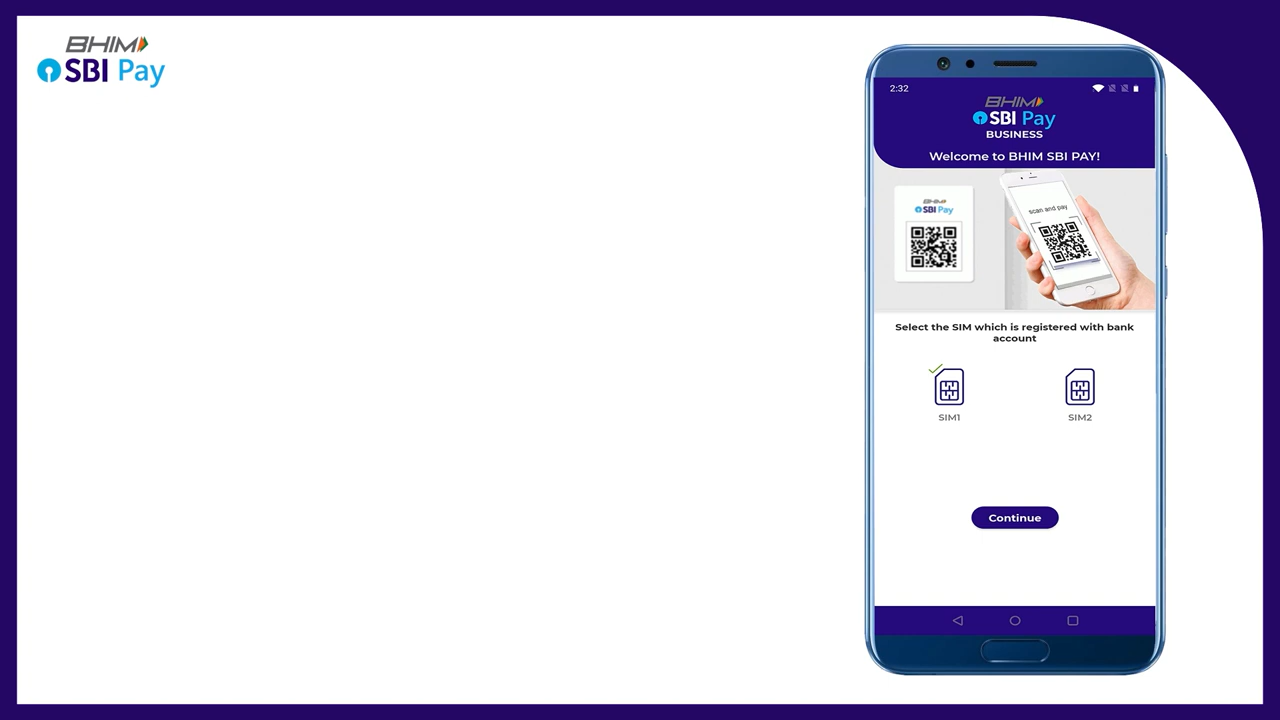 BHIM
SBI Pay
2:32
BHIM
SBI Pay
BUSINESS
Welcome to BHIM SBI PAY!
BHIM
SBI Pay
scan and pay
Select the SIM which is registered with bank
account
SIM1
SIM2
Continue